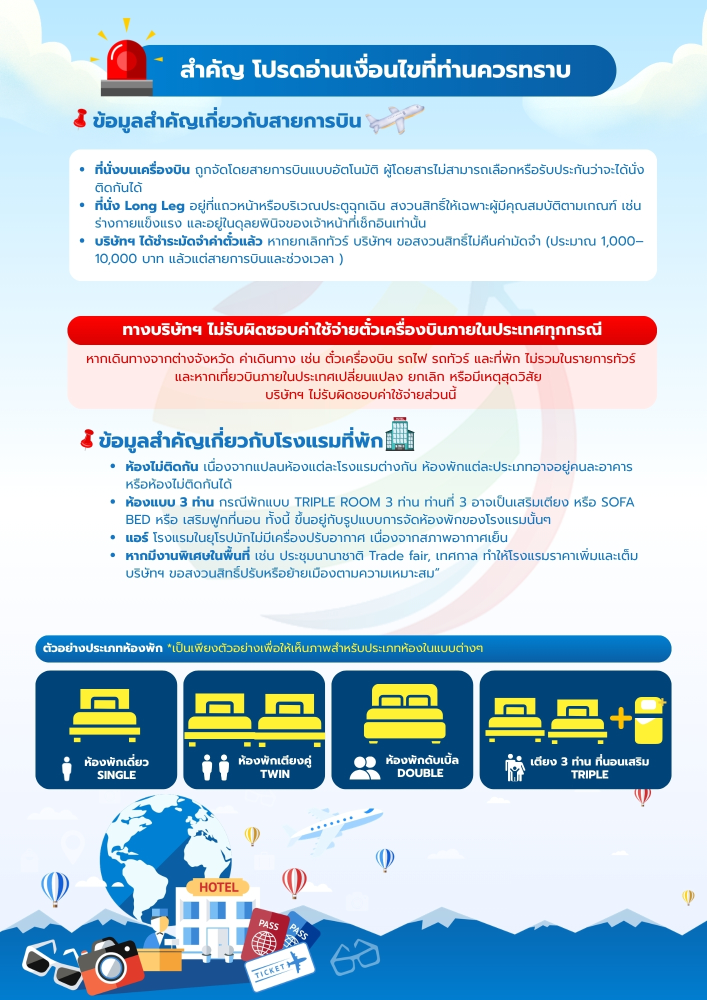 สำคัญ โปรดอ่านเงื่อนไขที่ท่านควรทราบ
ข้อมูลสำคัญเกี่ยวกับสายการบิน
• ที่นั่งบนเครื่องบิน ถูกจัดโดยสายการบินแบบอัตโนมัติ ผู้โดยสารไม่สามารถเลือกหรือรับประกันว่าจะได้นั่ง
ติดกันได้
• ที่นั่ง Long Leg อยู่ที่แถวหน้าหรือบริเวณประตูฉุกเฉิน สงวนสิทธิ์ให้เฉพาะผู้มีคุณสมบัติตามเกณฑ์ เช่น
ร่างกายแข็งแรง และอยู่ในดุลยพินิจของเจ้าหน้าที่เช็กอินเท่านั้น
• บริษัทฯ ได้ชำระมัดจำค่าตั๋วแล้ว หากยกเลิกทัวร์ บริษัทฯ ขอสงวนสิทธิ์ไม่คืนค่ามัดจำ (ประมาณ 1,000–
10,000 บาท แล้วแต่สายการบินและช่วงเวลา )
ทางบริษัทฯ ไม่รับผิดชอบค่าใช้จ่ายตั๋วเครื่องบินภายในประเทศทุกกรณี
หากเดินทางจากต่างจังหวัด ค่าเดินทาง เช่น ตั๋วเครื่องบิน รถไฟ รถทัวร์ และที่พัก ไม่รวมในรายการทัวร์
และหากเที่ยวบินภายในประเทศเปลี่ยนแปลง ยกเลิก หรือมีเหตุสุดวิสัย
บริษัทฯ ไม่รับผิดชอบค่าใช้จ่ายส่วนนี้
HOTEL
ข้อมูลสำคัญเกี่ยวกับโรงแรมที่พัก
• ห้องไม่ติดกัน เนื่องจากแปลนห้องแต่ละโรงแรมต่างกัน ห้องพักแต่ละประเภทอาจอยู่คนละอาคาร
หรือห้องไม่ติดกันได้
• ห้องแบบ 3 ท่าน กรณีพักแบบ TRIPLE ROOM 3 ท่าน ท่านที่ 3 อาจเป็นเสริมเตียง หรือ SOFA
BED หรือ เสริมฟูกที่นอน ทั้งนี้ ขึ้นอยู่กับรูปแบบการจัดห้องพักของโรงแรมนั้นๆ
• แอร์ โรงแรมในยุโรปมักไม่มีเครื่องปรับอากาศ เนื่องจากสภาพอากาศเย็น
• หากมีงานพิเศษในพื้นที่ เช่น ประชุมนานาชาติ Trade fair, เทศกาล ทำให้โรงแรมราคาเพิ่มและเต็ม
บริษัทฯ ขอสงวนสิทธิ์ปรับหรือย้ายเมืองตามความเหมาะสม”
ตัวอย่างประเภทห้องพัก *เป็นเพียงตัวอย่างเพื่อให้เห็นภาพสำหรับประเภทห้องในแบบต่างๆ
ห้องพักเดี่ยว
SINGLE
ห้องพักเตียงคู่
TWIN
ห้องพักดับเบิ้ล
DOUBLE
เตียง 3 ท่าน ที่นอนเสริม
TRIPLE
HOTEL
PASS
PASS
TICKET